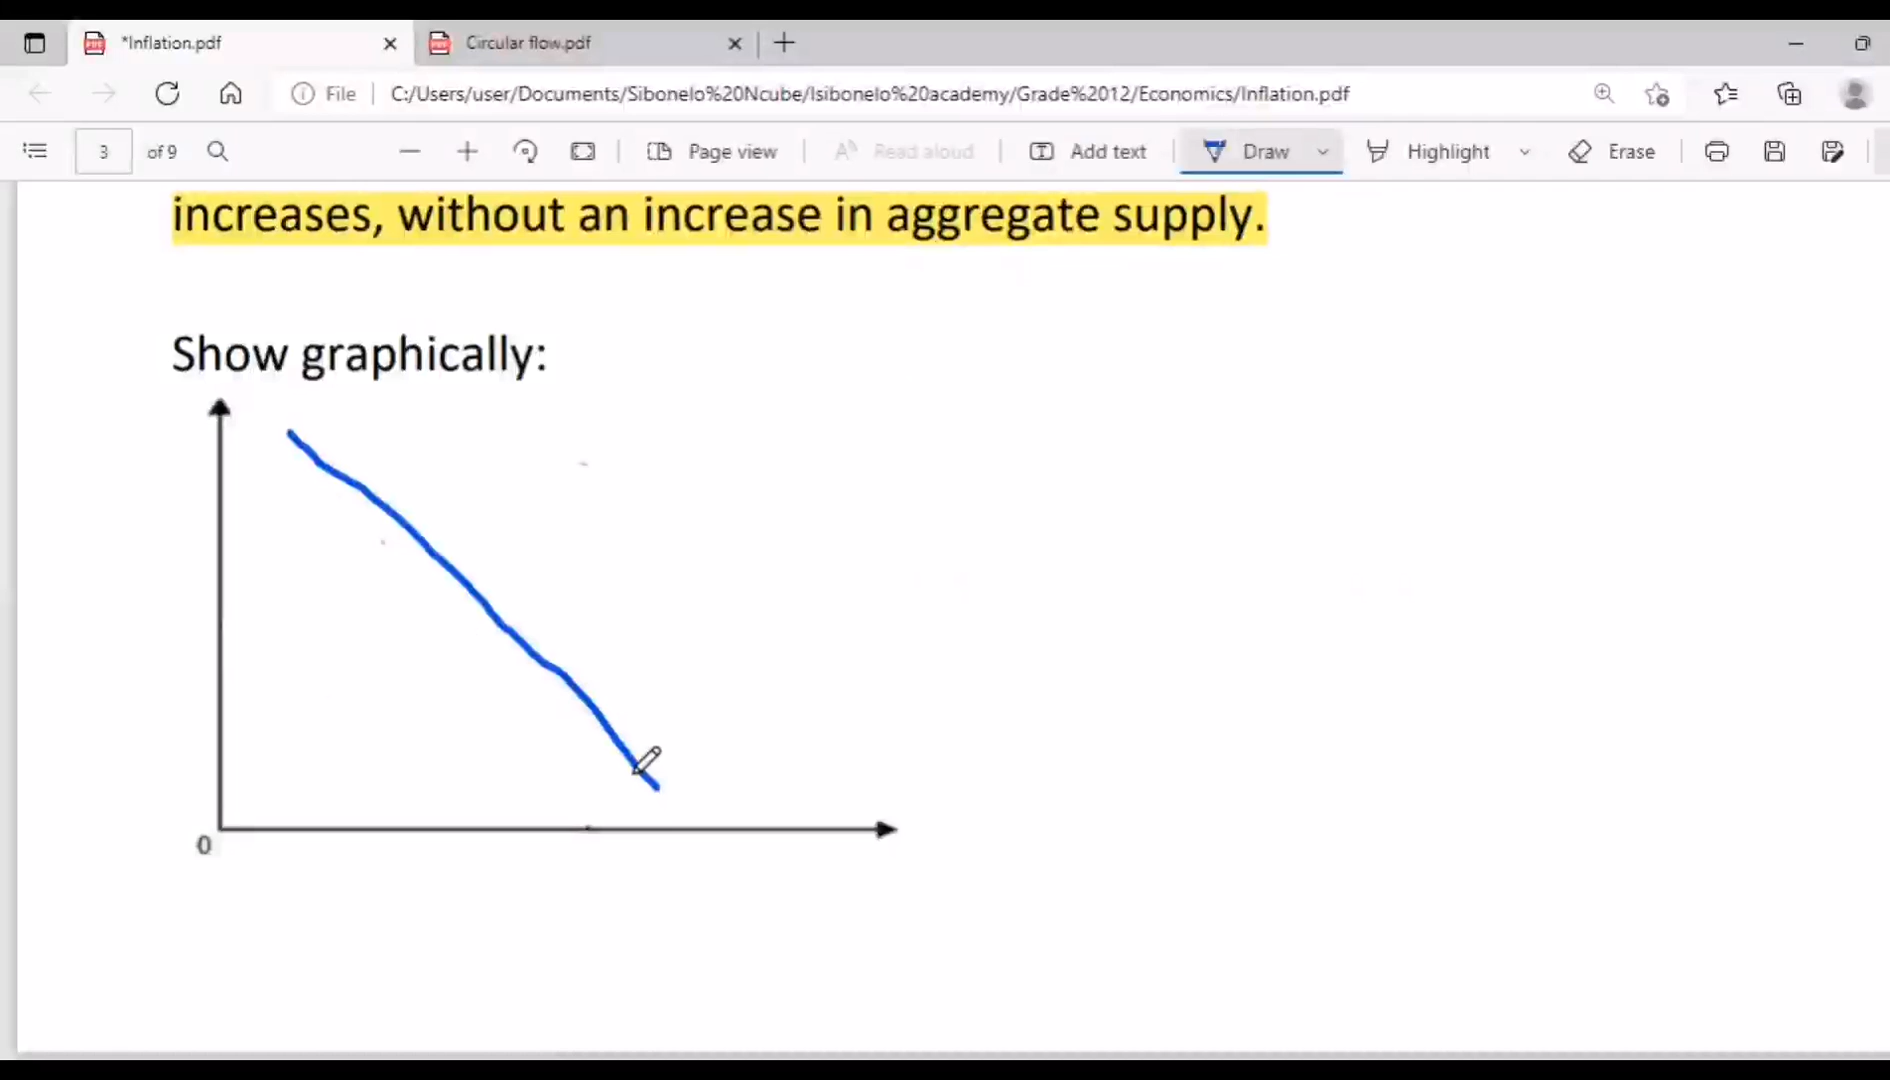 *Inflation.pdf
Circular flow.pdf
File
C:/Users/user/Documents/Sibonelo%20Ncube/Isibonelo%20academy/Grade%2012/Economics/Inflation.pdf
3 of 9
Page view
Read aloud
Add text
Draw
Highlight
Erase
increases, without an increase in aggregate supply.
Show graphically:
0